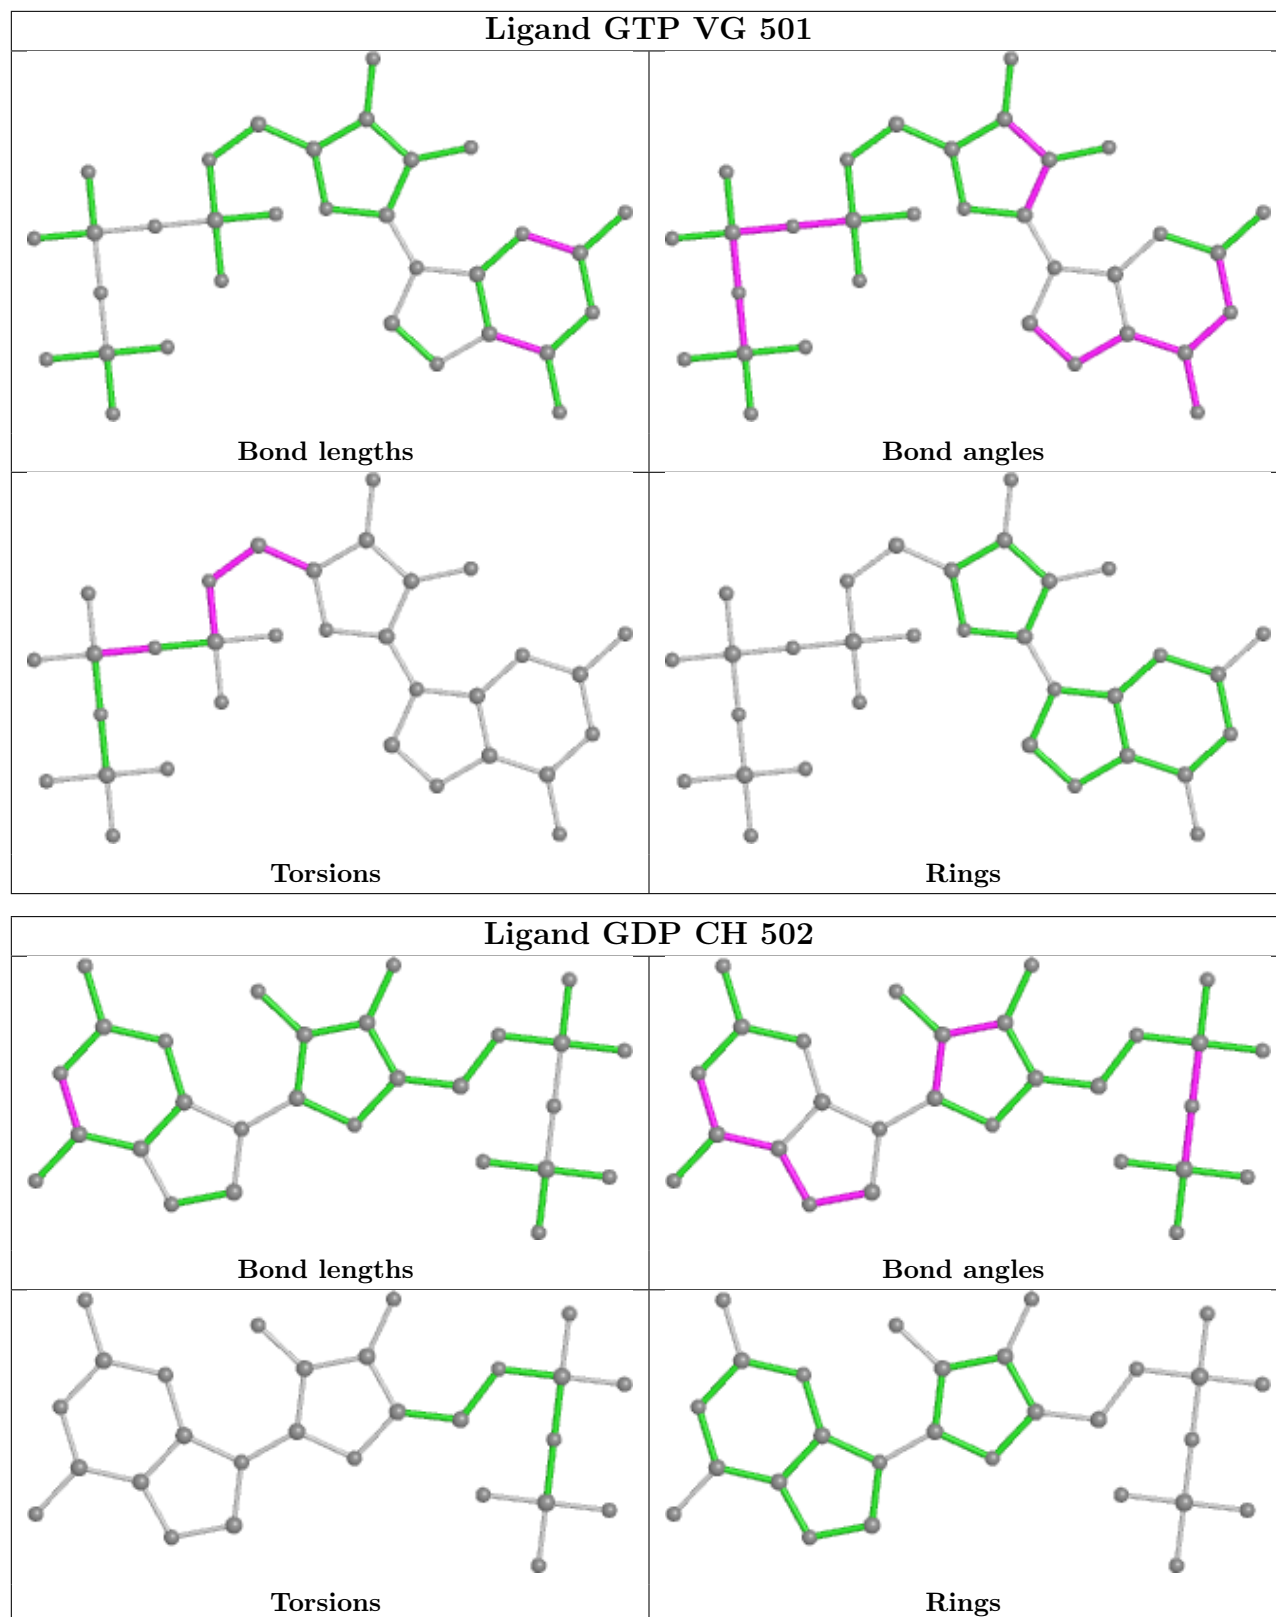 Ligand GTP VG 501
Bond lengths
Bond angles
Torsions
Rings
Ligand GDP CH 502
Bond lengths
Bond angles
Torsions
Rings